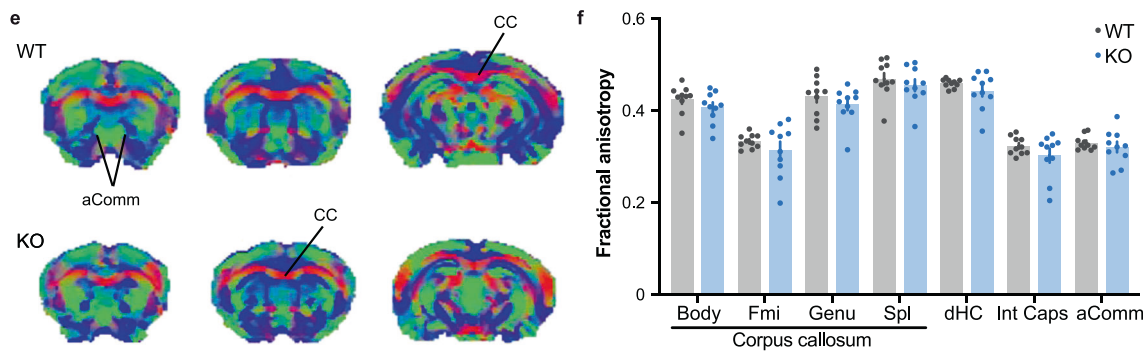 e
WT
CC
aComm
KO
CC
f
WT
KO
Fractional anisotropy
0.6
0.4
0.2
0
Body Fmi Genu Spl dHC Int Caps aComm
Corpus callosum